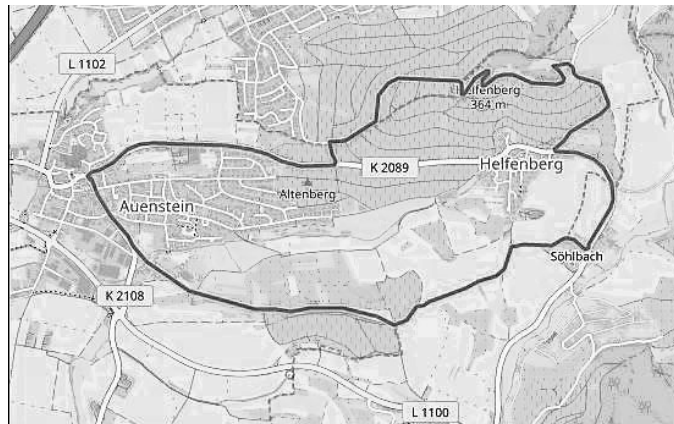 L 1102
Helfenberg
364 m
K 2089
Helfenberg
Altenberg
Auenstein
Söhlbach
K 2108
L 1100